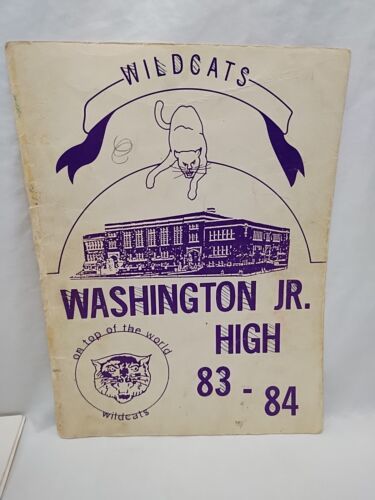 WILDCATS
WASHINGTON JR.
HIGH
on top of the world
wildcats
83 - 84